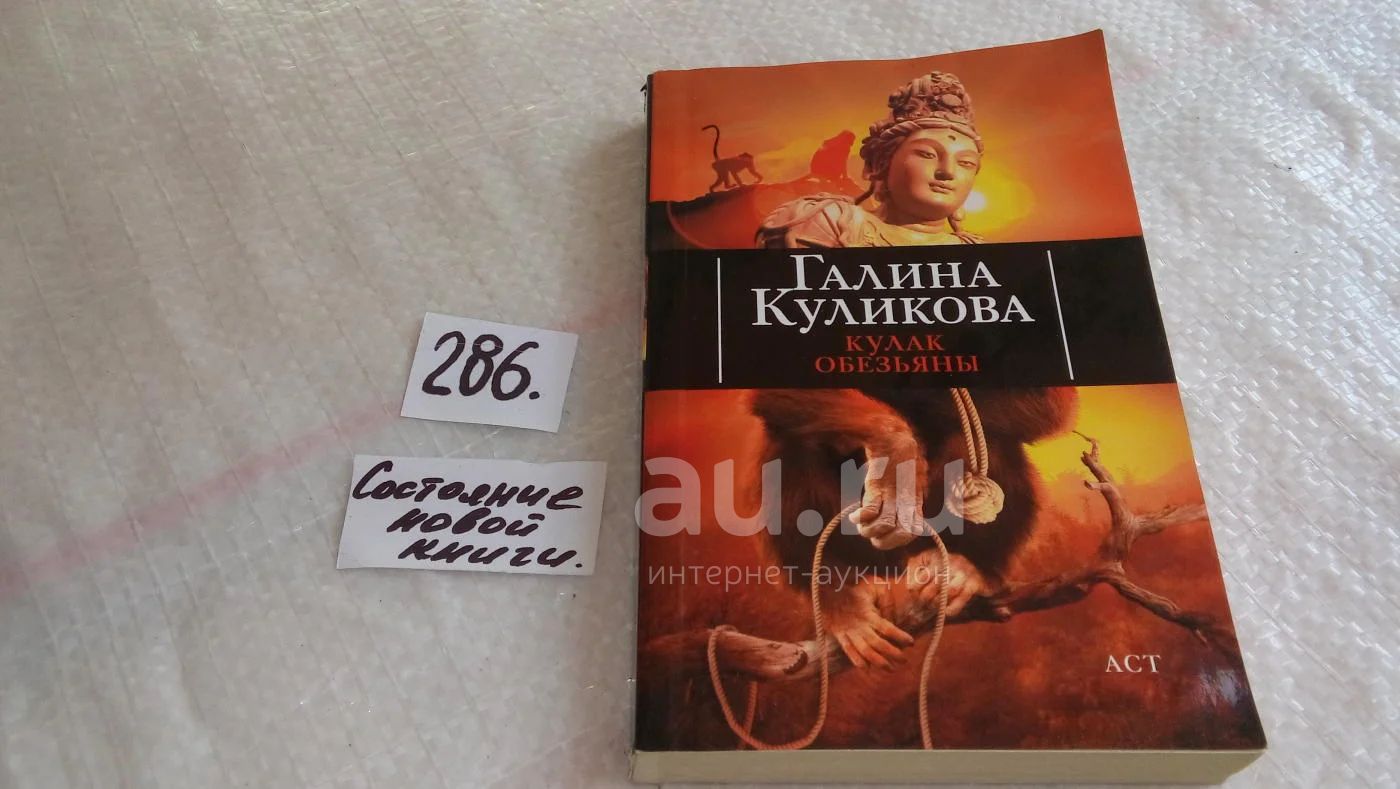 286.
Состояние
новой
книги.
ГАЛИНА
КУЛИКОВА
КУЛАК
ОБЕЗЬЯНЫ
АСТ
au.ru
интернет-аукцион